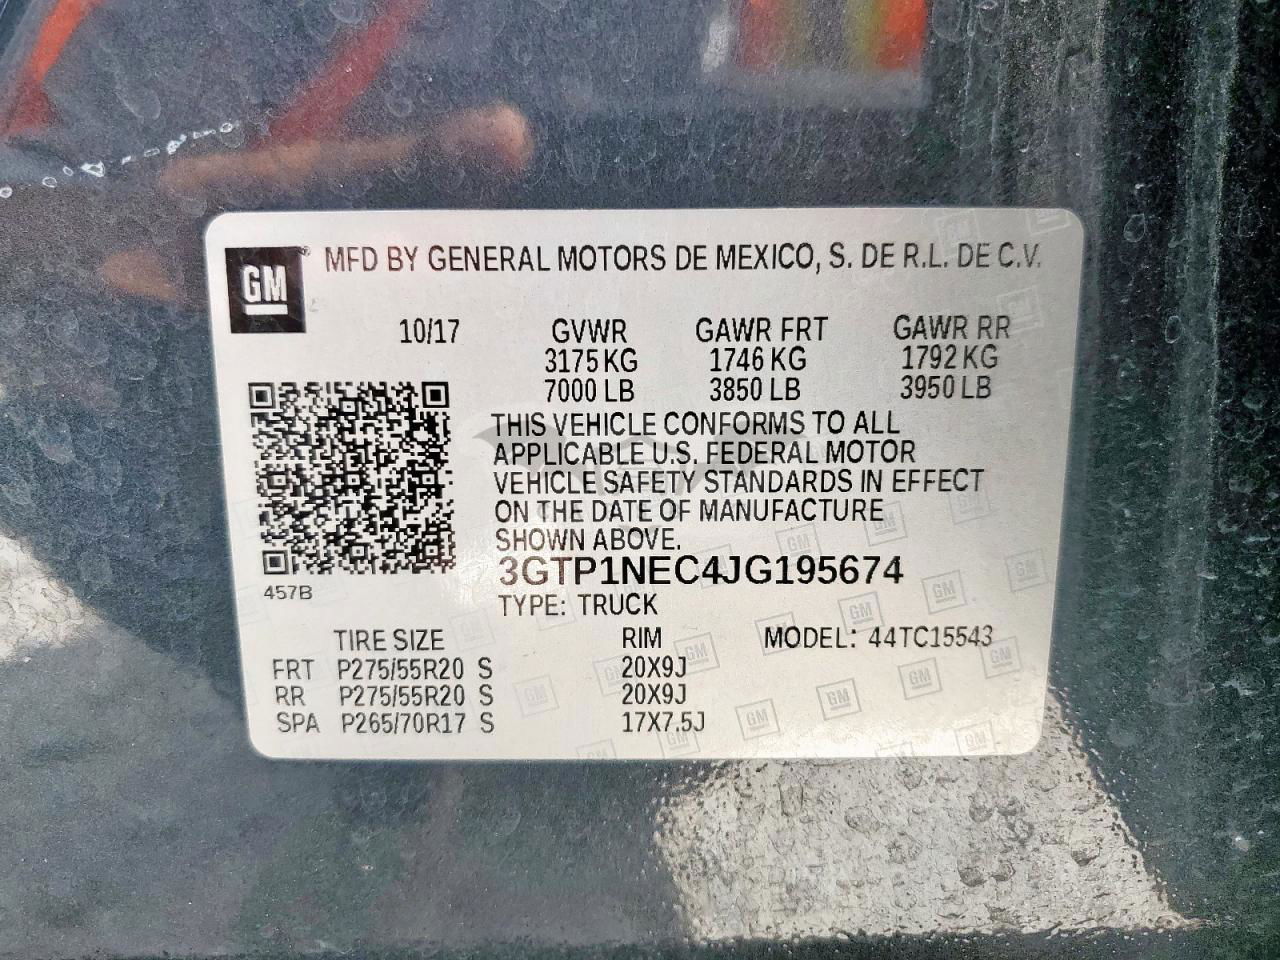 GM
MFD BY GENERAL MOTORS DE MEXICO, S. DE R.L. DE C.V.
10/17 GVWR GAWR FRT GAWR RR
3175 KG 1746 KG 1792 KG
7000 LB 3850 LB 3950 LB
THIS VEHICLE CONFORMS TO ALL
APPLICABLE U.S. FEDERAL MOTOR
VEHICLE SAFETY STANDARDS IN EFFECT
ON THE DATE OF MANUFACTURE
SHOWN ABOVE.
3GTP1NEC4JG195674
457B
TYPE: TRUCK
TIRE SIZE RIM MODEL: 44TC15543
FRT P275/55R20 S 20X9J
RR P275/55R20 S 20X9J
SPA P265/70R17 S 17X7.5J